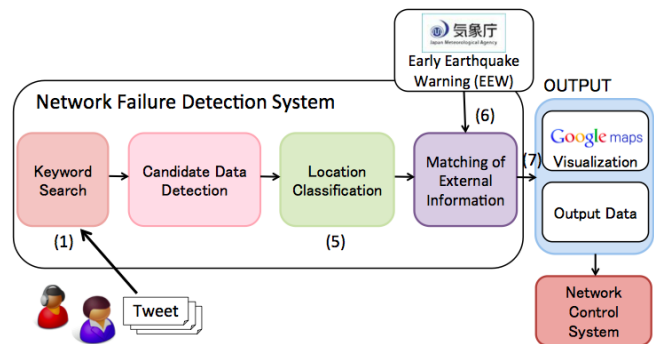 気象庁
Japan Meteorological Agency
Early Earthquake
Warning (EEW)
OUTPUT
Network Failure Detection System
(6)
Google maps
Visualization
Keyword
Search
Candidate Data
Detection
Location
Classification
Matching of
External
Information
(7)
Output Data
(1)
(5)
Tweet
Network
Control
System